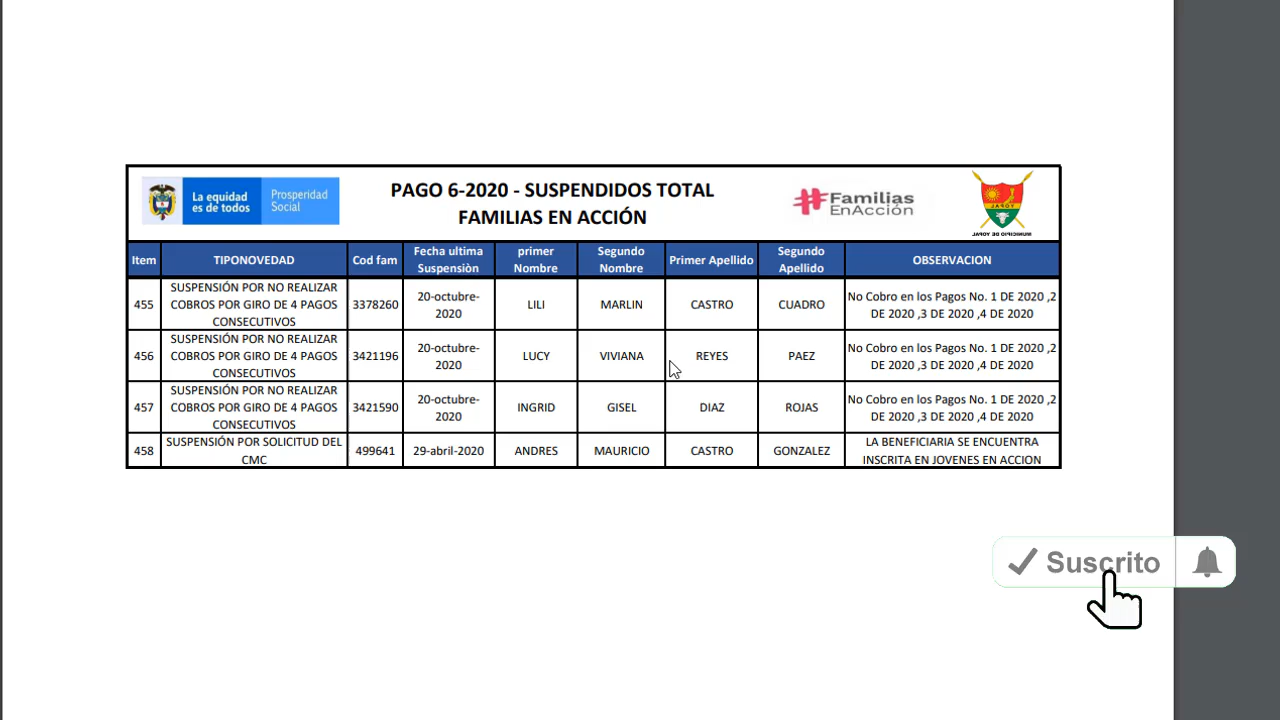 La equidad
es de todos
Prosperidad
Social
PAGO 6-2020 - SUSPENDIDOS TOTAL
FAMILIAS EN ACCIÓN
Familias
EnAcción
YOPAL
MUNICIPIO DE YOPAL
Item TIPONOVEDAD Cod fam Fecha ultima Suspensiòn primer Nombre Segundo Nombre Primer Apellido Segundo Apellido OBSERVACION
455 SUSPENSIÓN POR NO REALIZAR COBROS POR GIRO DE 4 PAGOS CONSECUTIVOS 3378260 20-octubre-2020 LILI MARLIN CASTRO CUADRO No Cobro en los Pagos No. 1 DE 2020 ,2 DE 2020 ,3 DE 2020 ,4 DE 2020
456 SUSPENSIÓN POR NO REALIZAR COBROS POR GIRO DE 4 PAGOS CONSECUTIVOS 3421196 20-octubre-2020 LUCY VIVIANA REYES PAEZ No Cobro en los Pagos No. 1 DE 2020 ,2 DE 2020 ,3 DE 2020 ,4 DE 2020
457 SUSPENSIÓN POR NO REALIZAR COBROS POR GIRO DE 4 PAGOS CONSECUTIVOS 3421590 20-octubre-2020 INGRID GISEL DIAZ ROJAS No Cobro en los Pagos No. 1 DE 2020 ,2 DE 2020 ,3 DE 2020 ,4 DE 2020
458 SUSPENSIÓN POR SOLICITUD DEL CMC 499641 29-abril-2020 ANDRES MAURICIO CASTRO GONZALEZ LA BENEFICIARIA SE ENCUENTRA INSCRITA EN JOVENES EN ACCION
Suscrito